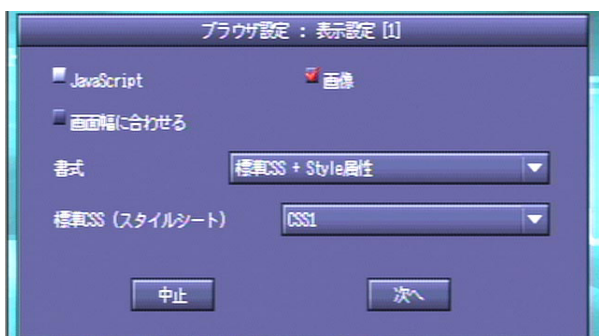 ブラウザ設定 : 表示設定 [1]
JavaScript 画像
画面幅に合わせる
書式 標準CSS + Style属性
標準CSS (スタイルシート) CSS1
中止 次へ